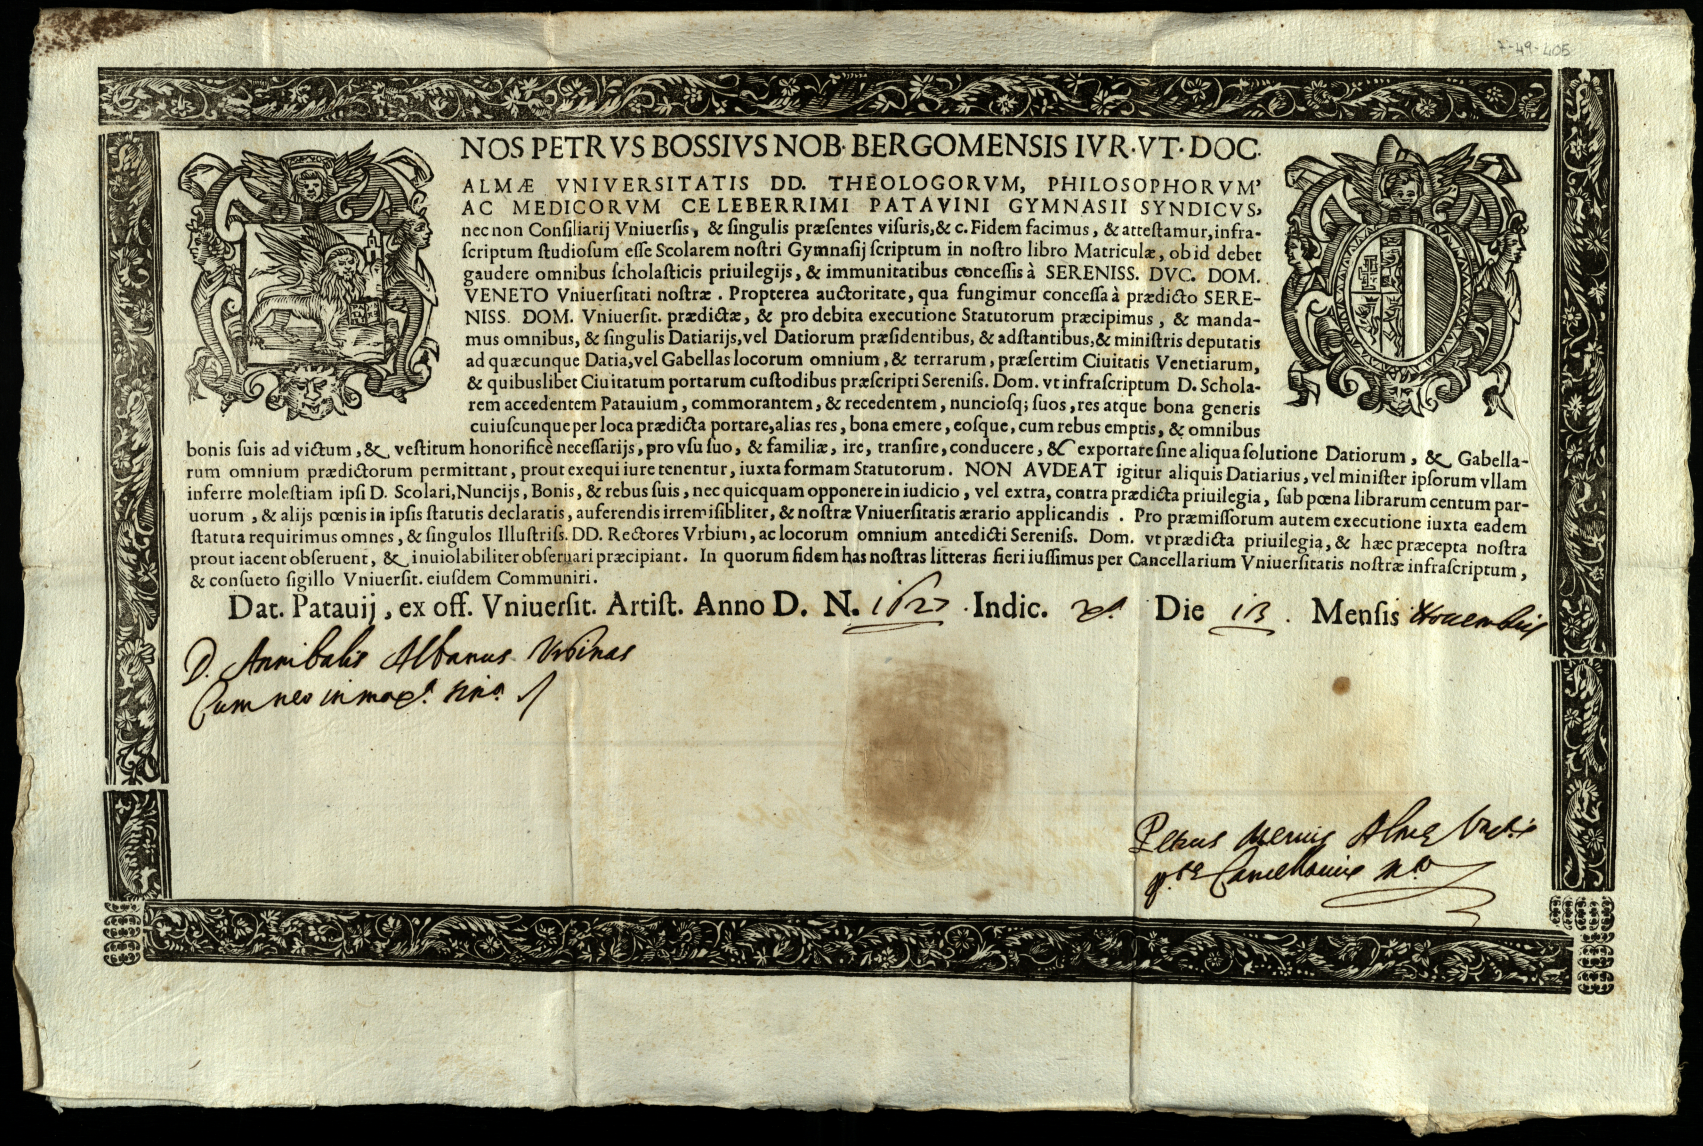 7-49-405
NOS PETRVS BOSSIVS NOB. BERGOMENSIS IVR. VT. DOC.
ALMÆ VNIVERSITATIS DD. THEOLOGORVM, PHILOSOPHORVM,
AC MEDICORVM CELEBERRIMI PATAVINI GYMNASII SYNDICVS,
nec non Consiliarij Vniuersis, & singulis præsentes visuris, & c. Fidem facimus, & attestamur, infra-
scriptum studiosum esse Scolarem nostri Gymnasij scriptum in nostro libro Matriculæ, ob id debet
gaudere omnibus scholasticis priuilegijs, & immunitatibus concessis à SERENISS. DVC. DOM.
VENETO Vniuersitati nostræ. Propterea auctoritate, qua fungimur concessa à prædicto SERE-
NISS. DOM. Vniuersit. prædictæ, & pro debita executione Statutorum præcipimus, & manda-
mus omnibus, & singulis Datiarijs, vel Datiorum præsidentibus, & adstantibus, & ministris deputatis
ad quæcunque Datia, vel Gabellas locorum omnium, & terrarum, præsertim Ciuitatis Venetiarum,
& quibuslibet Ciuitatum portarum custodibus præscripti Sereniss. Dom. vt infrascriptum D. Schola-
rem accedentem Patauium, commorantem, & recedentem, nunciosq; suos, res atque bona generis
cuiuscunque per loca prædicta portare, alias res, bona emere, eosque, cum rebus emptis, & omnibus
bonis suis ad victum, & vestitum honorificè necessarijs, pro vsu suo, & familiæ, ire, transire, conducere, & exportare sine aliqua solutione Datiorum, & Gabella-
rum omnium prædictorum permittant, prout exequi iure tenentur, iuxta formam Statutorum. NON AVDEAT igitur aliquis Datiarius, vel minister ipsorum vllam
inferre molestiam ipsi D. Scolari, Nuncijs, Bonis, & rebus suis, nec quicquam opponere in iudicio, vel extra, contra prædicta priuilegia, sub pœna librarum centum par-
uorum, & alijs pœnis in ipsis statutis declaratis, auferendis irremisibliter, & nostræ Vniuersitatis ærario applicandis. Pro præmissorum autem executione iuxta eadem
statuta requirimus omnes, & singulos Illustriss. DD. Rectores Vrbium, ac locorum omnium antedicti Sereniss. Dom. vt prædicta priuilegia, & hæc præcepta nostra
prout iacent obseruent, & inuiolabiliter obseruari præcipiant. In quorum fidem has nostras litteras fieri iussimus per Cancellarium Vniuersitatis nostræ infrascriptum,
& consueto sigillo Vniuersit. eiusdem Communiri.
Dat. Patauij, ex off. Vniuersit. Artist. Anno D. N. 1627 Indic. Die 13. Mensis Nouembris
D. Annibalis Albanus Vrbinas
Cum neo in
Petrus Almæ
Cancellarius